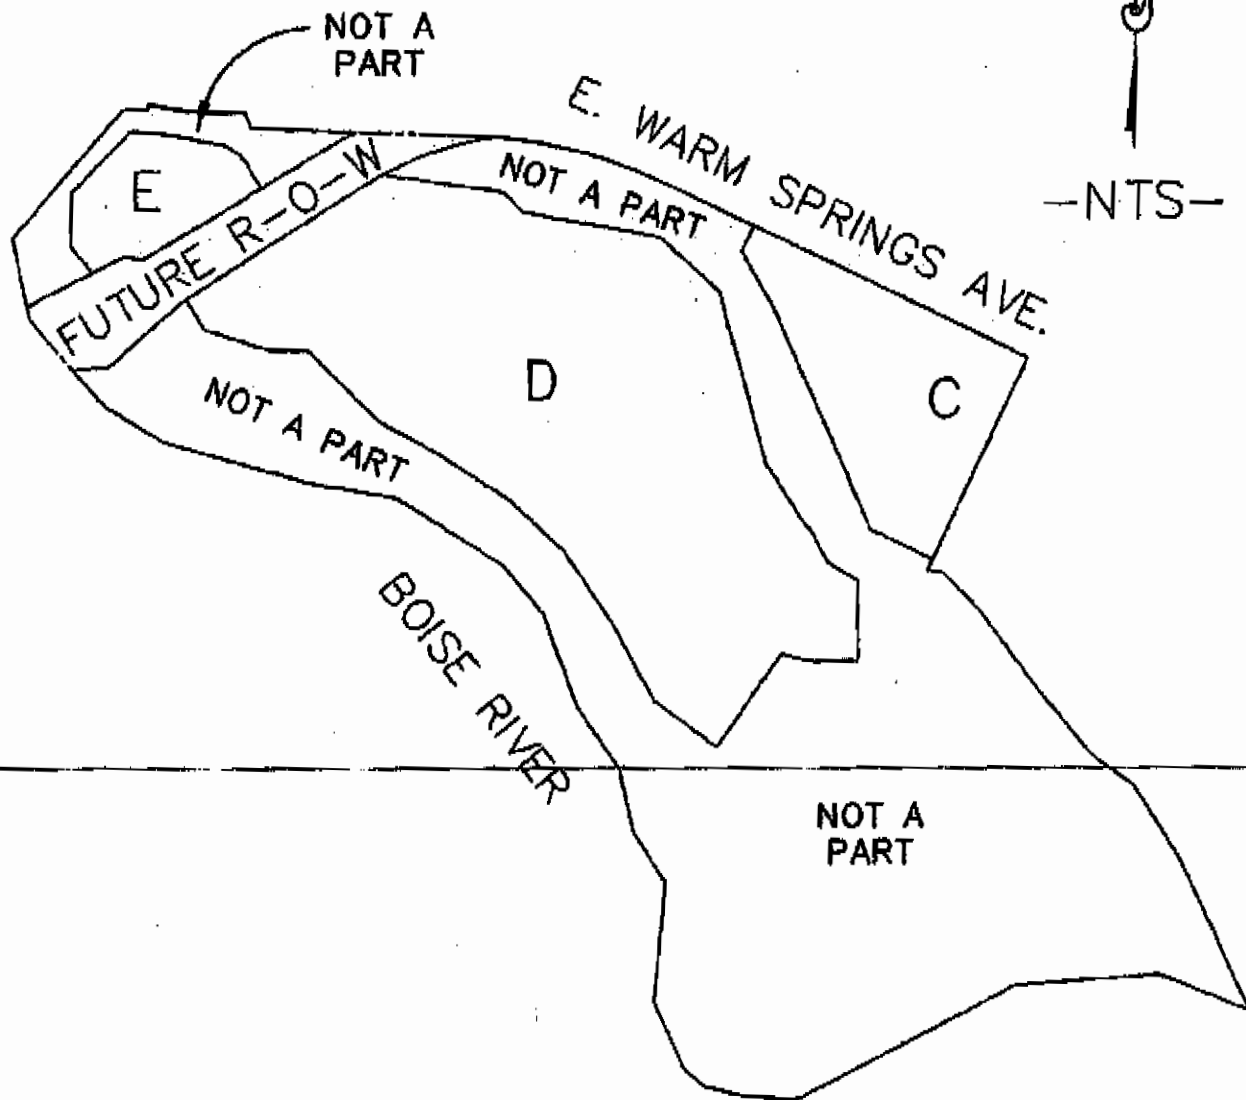 NOT A
PART
E. WARM SPRINGS AVE.
-NTS-
E
FUTURE R-O-W
NOT A PART
D
C
NOT A PART
BOISE RIVER
NOT A
PART